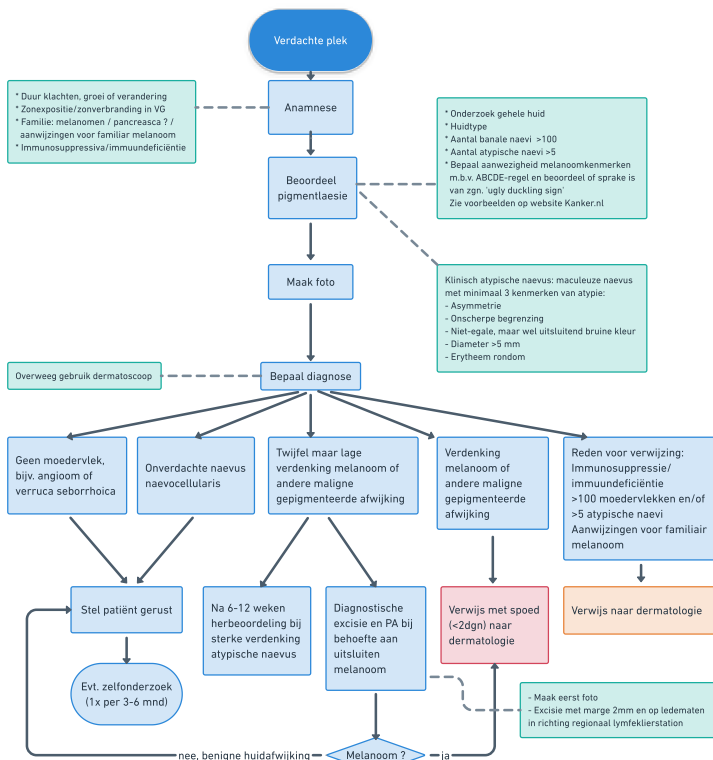 Verdachte plek
* Duur klachten, groei of verandering
* Zonexpositie/zonverbranding in VG
* Familie: melanomen / pancreasca ? /
aanwijzingen voor familiar melanoom
* Immunosuppressiva/immuundeficiëntie
Anamnese
* Onderzoek gehele huid
* Huidtype
* Aantal banale naevi >100
* Aantal atypische naevi >5
* Bepaal aanwezigheid melanoomkenmerken
m.b.v. ABCDE-regel en beoordeel of sprake is
van zgn. 'ugly duckling sign'
Zie voorbeelden op website Kanker.nl
Beoordeel
pigmentlaesie
Maak foto
Klinisch atypische naevus: maculeuze naevus
met minimaal 3 kenmerken van atypie:
- Asymmetrie
- Onscherpe begrenzing
- Niet-egale, maar wel uitsluitend bruine kleur
- Diameter >5 mm
- Erytheem rondom
Overweeg gebruik dermatoscoop
Bepaal diagnose
Geen moedervlek,
bijv. angioom of
verruca seborrhoica
Onverdachte naevus
naevocellularis
Twijfel maar lage
verdenking melanoom of
andere maligne
gepigmenteerde afwijking
Verdenking
melanoom of
andere maligne
gepigmenteerde
afwijking
Reden voor verwijzing:
Immunosuppressie/
immuundeficiëntie
>100 moedervlekken en/of
>5 atypische naevi
Aanwijzingen voor familiair
melanoom
Stel patiënt gerust
Na 6-12 weken
herbeoordeling bij
sterke verdenking
atypische naevus
Diagnostische
excisie en PA bij
behoefte aan
uitsluiten
melanoom
Verwijs met spoed
(<2dgn) naar
dermatologie
Verwijs naar dermatologie
Evt. zelfonderzoek
(1x per 3-6 mnd)
- Maak eerst foto
- Excisie met marge 2mm en op ledematen
in richting regionaal lymfeklierstation
nee, benigne huidafwijking
Melanoom ?
ja